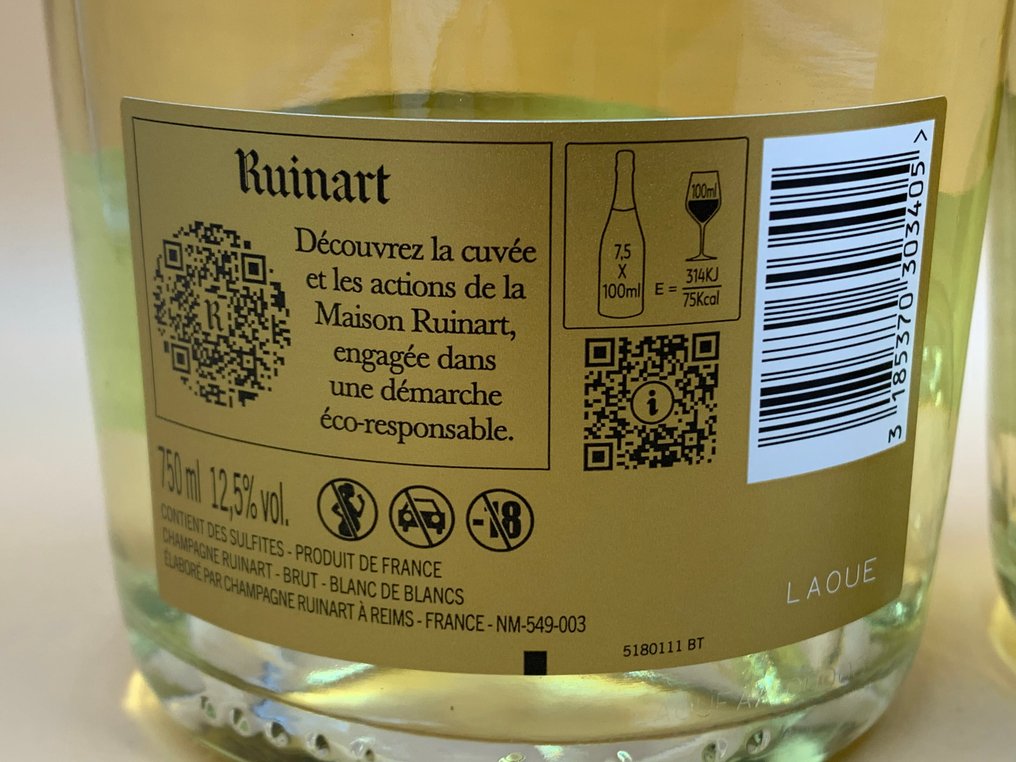 Ruinart
R
Découvrez la cuvée
et les actions de la
Maison Ruinart,
engagée dans
une démarche
éco-responsable.
7,5
X
100ml
100ml
E = 314KJ
75Kcal
i
3 185370 303405 >
750 ml 12,5% vol.
-18
CONTIENT DES SULFITES - PRODUIT DE FRANCE
CHAMPAGNE RUINART - BRUT - BLANC DE BLANCS
ÉLABORÉ PAR CHAMPAGNE RUINART À REIMS - FRANCE - NM-549-003
5180111 BT
LAOUE